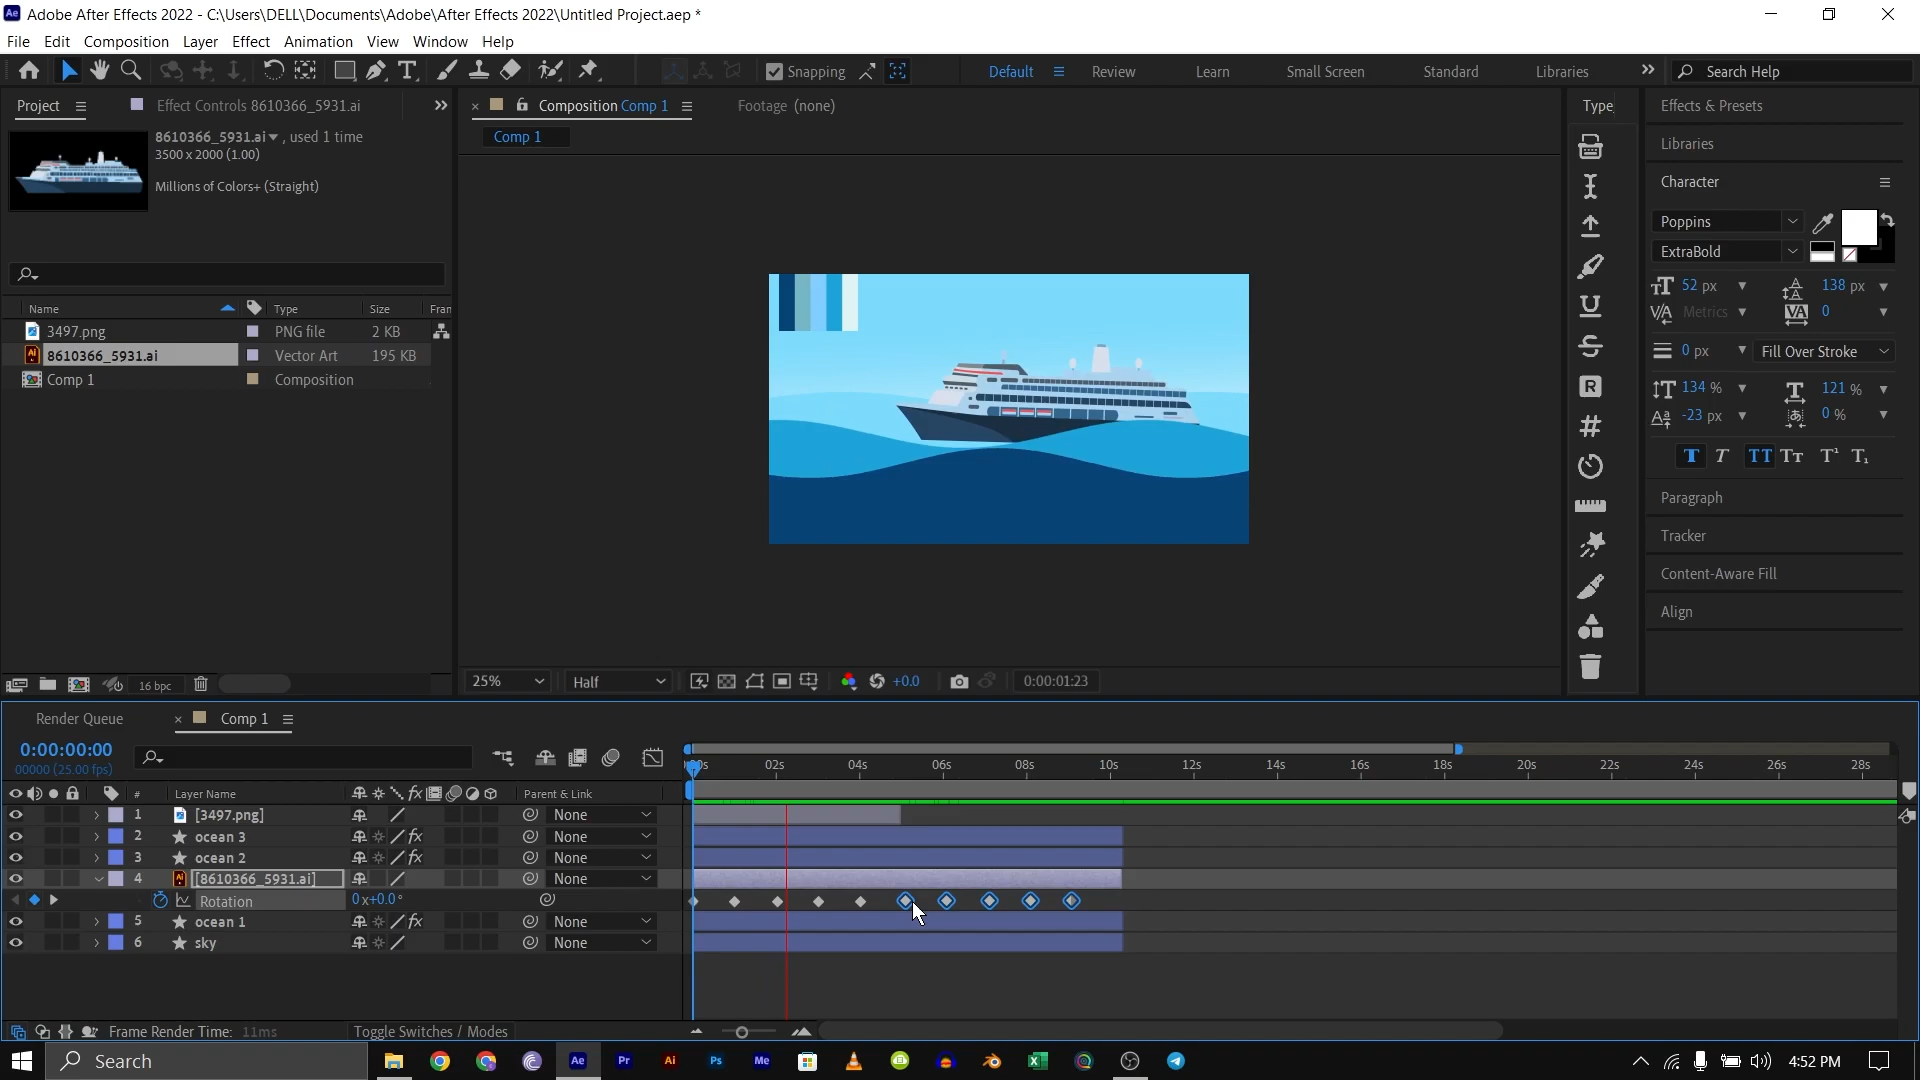 Adobe After Effects 2022 - C:\Users\DELL\Documents\Adobe\After Effects 2022\Untitled Project.aep *
File Edit Composition Layer Effect Animation View Window Help
Snapping Default Review Learn Small Screen Standard Libraries Search Help
Project Effect Controls 8610366_5931.ai Composition Comp 1 Footage (none) Type Effects & Presets
8610366_5931.ai , used 1 time
3500 x 2000 (1.00)
Millions of Colors+ (Straight)
Comp 1
Libraries
Character
Poppins
ExtraBold
52 px 138 px
Metrics 0
0 px Fill Over Stroke
134 % 121 %
-23 px 0 %
Paragraph
Tracker
Content-Aware Fill
Align
Name Type Size Fran
3497.png PNG file 2 KB
8610366_5931.ai Vector Art 195 KB
Comp 1 Composition
16 bpc
25% Half +0.0 0:00:01:23
Render Queue Comp 1
0:00:00:00
00000 (25.00 fps)
00s 02s 04s 06s 08s 10s 12s 14s 16s 18s 20s 22s 24s 26s 28s
# Layer Name Parent & Link
1 [3497.png] None
2 ocean 3 None
3 ocean 2 None
4 [8610366_5931.ai] None
Rotation 0x+0.0°
5 ocean 1 None
6 sky None
Frame Render Time: 11ms Toggle Switches / Modes
Search Ae Pr Ai Ps Me 4:52 PM